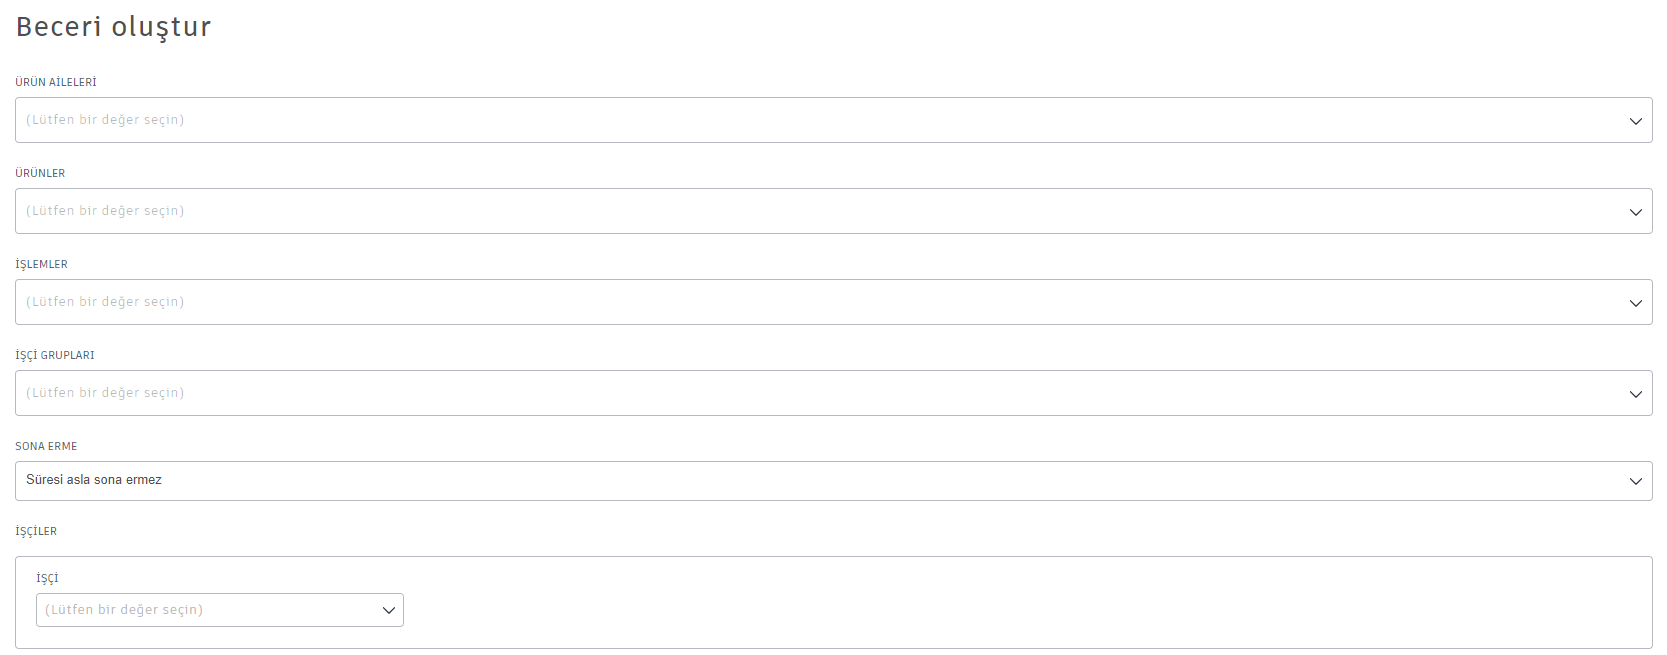 Beceri oluştur
ÜRÜN AİLELERİ
(Lütfen bir değer seçin)
ÜRÜNLER
(Lütfen bir değer seçin)
İŞLEMLER
(Lütfen bir değer seçin)
İŞÇİ GRUPLARI
(Lütfen bir değer seçin)
SONA ERME
Süresi asla sona ermez
İŞÇİLER
İŞÇİ
(Lütfen bir değer seçin)